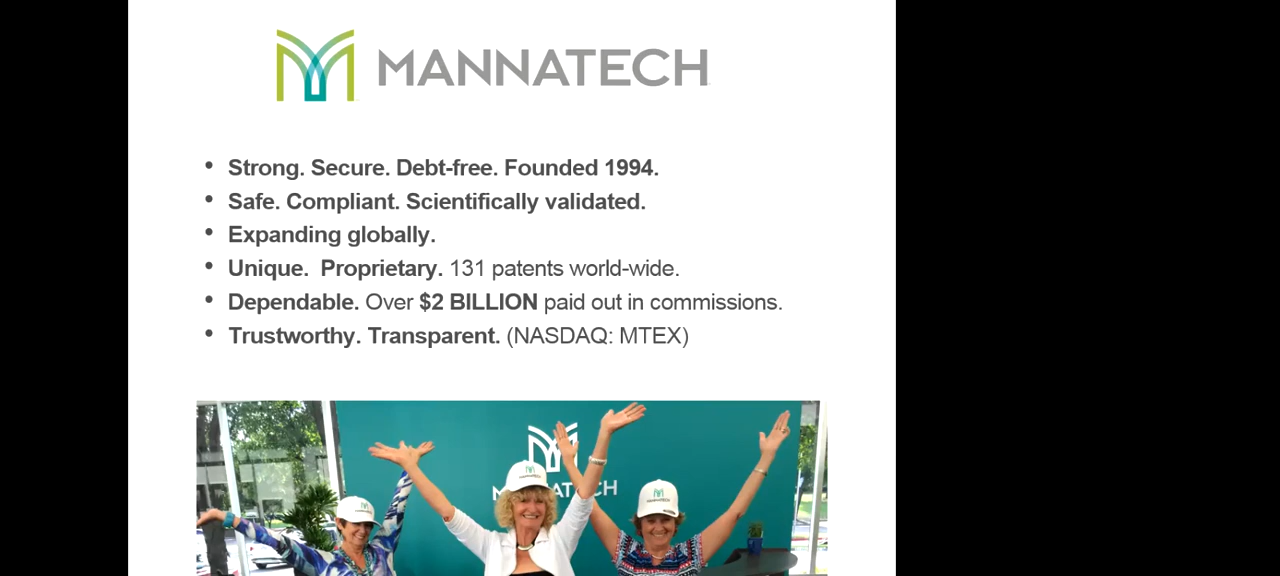 MANNATECH
• Strong. Secure. Debt-free. Founded 1994.
• Safe. Compliant. Scientifically validated.
• Expanding globally.
• Unique.  Proprietary. 131 patents world-wide.
• Dependable. Over $2 BILLION paid out in commissions.
• Trustworthy. Transparent. (NASDAQ: MTEX)